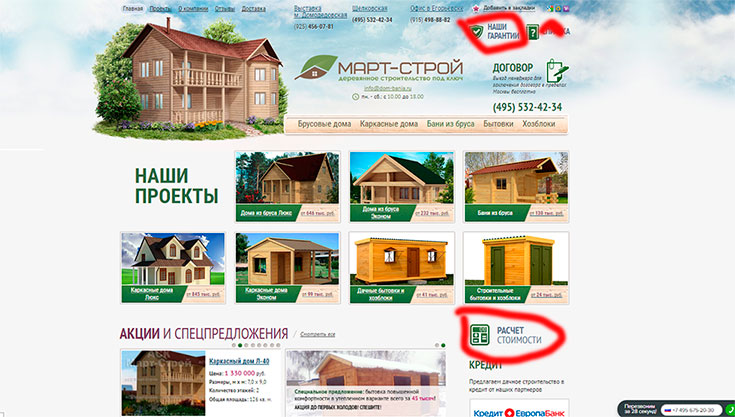 Главная Проекты О компании Отзывы Доставка
Выставка
м. Домодедовская
(925) 456-07-81
Щелковская
(495) 532-42-34
Офис в Егорьевске
(915) 498-88-82
Добавить в закладки
НАШИ
ГАРАНТИИ
МАРТ-СТРОЙ
деревянное строительство под ключ
info@dom-bania.ru
пн. - сб.: с 10.00 до 18.00
ДОГОВОР
Выезд менеджера для
заключения договора в пределах
Москвы бесплатно
(495) 532-42-34
Брусовые дома Каркасные дома Бани из бруса Бытовки Хозблоки
НАШИ
ПРОЕКТЫ
Дома из бруса Люкс от 646 тыс. руб.
Дома из бруса
Эконом от 232 тыс. руб.
Бани из бруса от 138 тыс. руб.
Каркасные дома
Люкс от 845 тыс. руб.
Каркасные дома
Эконом от 99 тыс. руб.
Дачные бытовки и
хозблоки от 41 тыс. руб.
Строительные
бытовки и хозблоки от 24 тыс. руб.
АКЦИИ И СПЕЦПРЕДЛОЖЕНИЯ / Смотреть все
РАСЧЕТ
СТОИМОСТИ
Каркасный дом Л-40
Цена: 1 350 000 руб.
Размеры, м х м: 7,0 х 9,0
Количество этажей: 2
Общая площадь: 126 кв. м.
Специальное предложение: бытовка повышенной
комфортности в утепленном варианте всего за 45 тысяч!
АКЦИЯ ДО ПЕРВЫХ ХОЛОДОВ! СПЕШИТЕ!
КРЕДИТ
Предлагаем дачное строительство в
кредит от наших партнеров
Кредит ЕвропаБанк
Перезвоним
за 28 секунд!
+7 495 675-20-30